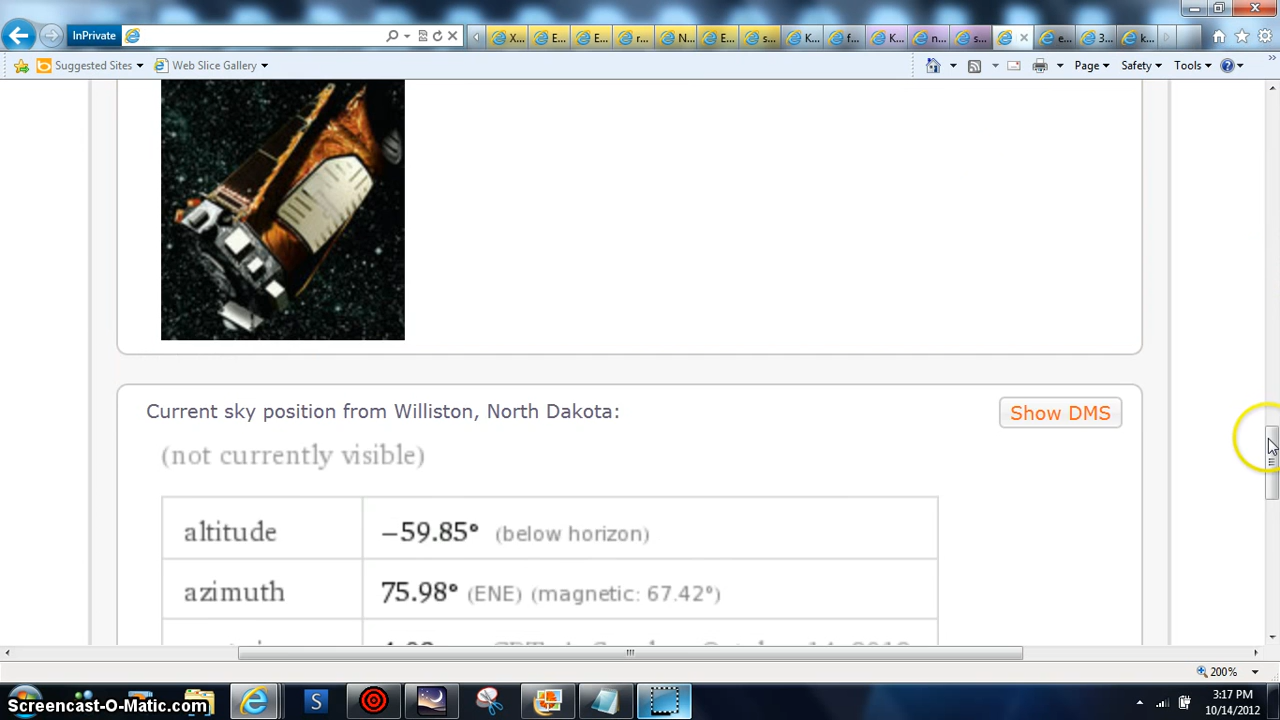 InPrivate
X...
E...
E...
r...
N...
E...
s...
K...
f...
K...
n...
s...
e...
3...
k...
Suggested Sites
Web Slice Gallery
Page
Safety
Tools
Current sky position from Williston, North Dakota:
Show DMS
(not currently visible)
altitude
−59.85° (below horizon)
azimuth
75.98° (ENE) (magnetic: 67.42°)
200%
S
3:17 PM
10/14/2012
Screencast-O-Matic.com